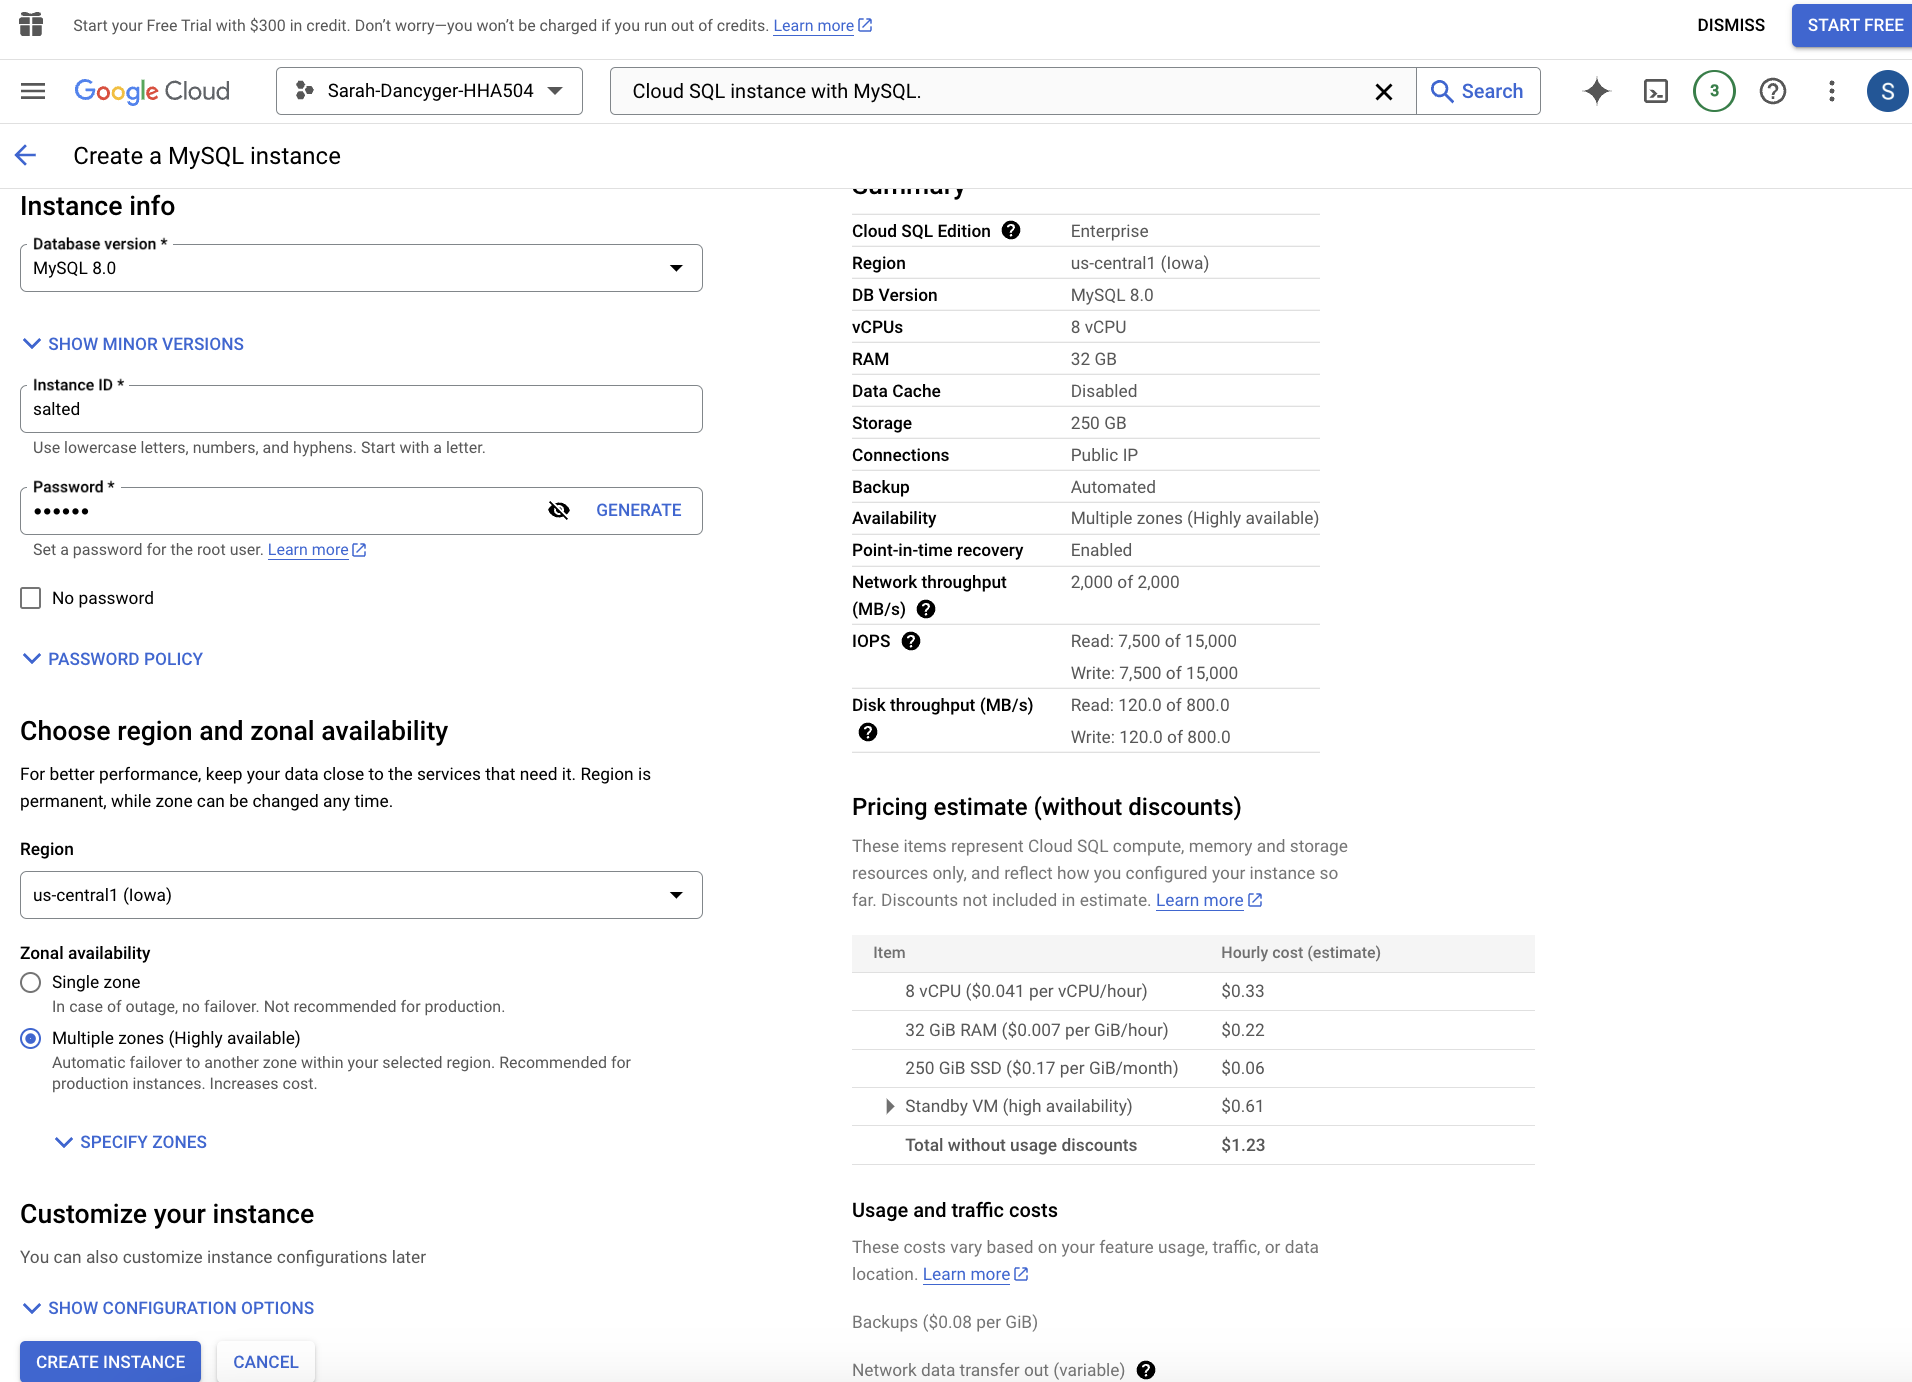 Start your Free Trial with $300 in credit. Don't worry—you won't be charged if you run out of credits. Learn more
DISMISS
START FREE
Google Cloud
Sarah-Dancyger-HHA504
Cloud SQL instance with MySQL.
Search
3
S
Create a MySQL instance
Instance info
Database version *
MySQL 8.0
SHOW MINOR VERSIONS
Instance ID *
salted
Use lowercase letters, numbers, and hyphens. Start with a letter.
Password *
••••••
GENERATE
Set a password for the root user. Learn more
No password
PASSWORD POLICY
Choose region and zonal availability
For better performance, keep your data close to the services that need it. Region is
permanent, while zone can be changed any time.
Region
us-central1 (Iowa)
Zonal availability
Single zone
In case of outage, no failover. Not recommended for production.
Multiple zones (Highly available)
Automatic failover to another zone within your selected region. Recommended for
production instances. Increases cost.
SPECIFY ZONES
Customize your instance
You can also customize instance configurations later
SHOW CONFIGURATION OPTIONS
CREATE INSTANCE
CANCEL
Summary
Cloud SQL Edition Enterprise
Region us-central1 (Iowa)
DB Version MySQL 8.0
vCPUs 8 vCPU
RAM 32 GB
Data Cache Disabled
Storage 250 GB
Connections Public IP
Backup Automated
Availability Multiple zones (Highly available)
Point-in-time recovery Enabled
Network throughput 2,000 of 2,000
(MB/s)
IOPS Read: 7,500 of 15,000
Write: 7,500 of 15,000
Disk throughput (MB/s) Read: 120.0 of 800.0
Write: 120.0 of 800.0
Pricing estimate (without discounts)
These items represent Cloud SQL compute, memory and storage
resources only, and reflect how you configured your instance so
far. Discounts not included in estimate. Learn more
Item Hourly cost (estimate)
8 vCPU ($0.041 per vCPU/hour) $0.33
32 GiB RAM ($0.007 per GiB/hour) $0.22
250 GiB SSD ($0.17 per GiB/month) $0.06
Standby VM (high availability) $0.61
Total without usage discounts $1.23
Usage and traffic costs
These costs vary based on your feature usage, traffic, or data
location. Learn more
Backups ($0.08 per GiB)
Network data transfer out (variable)